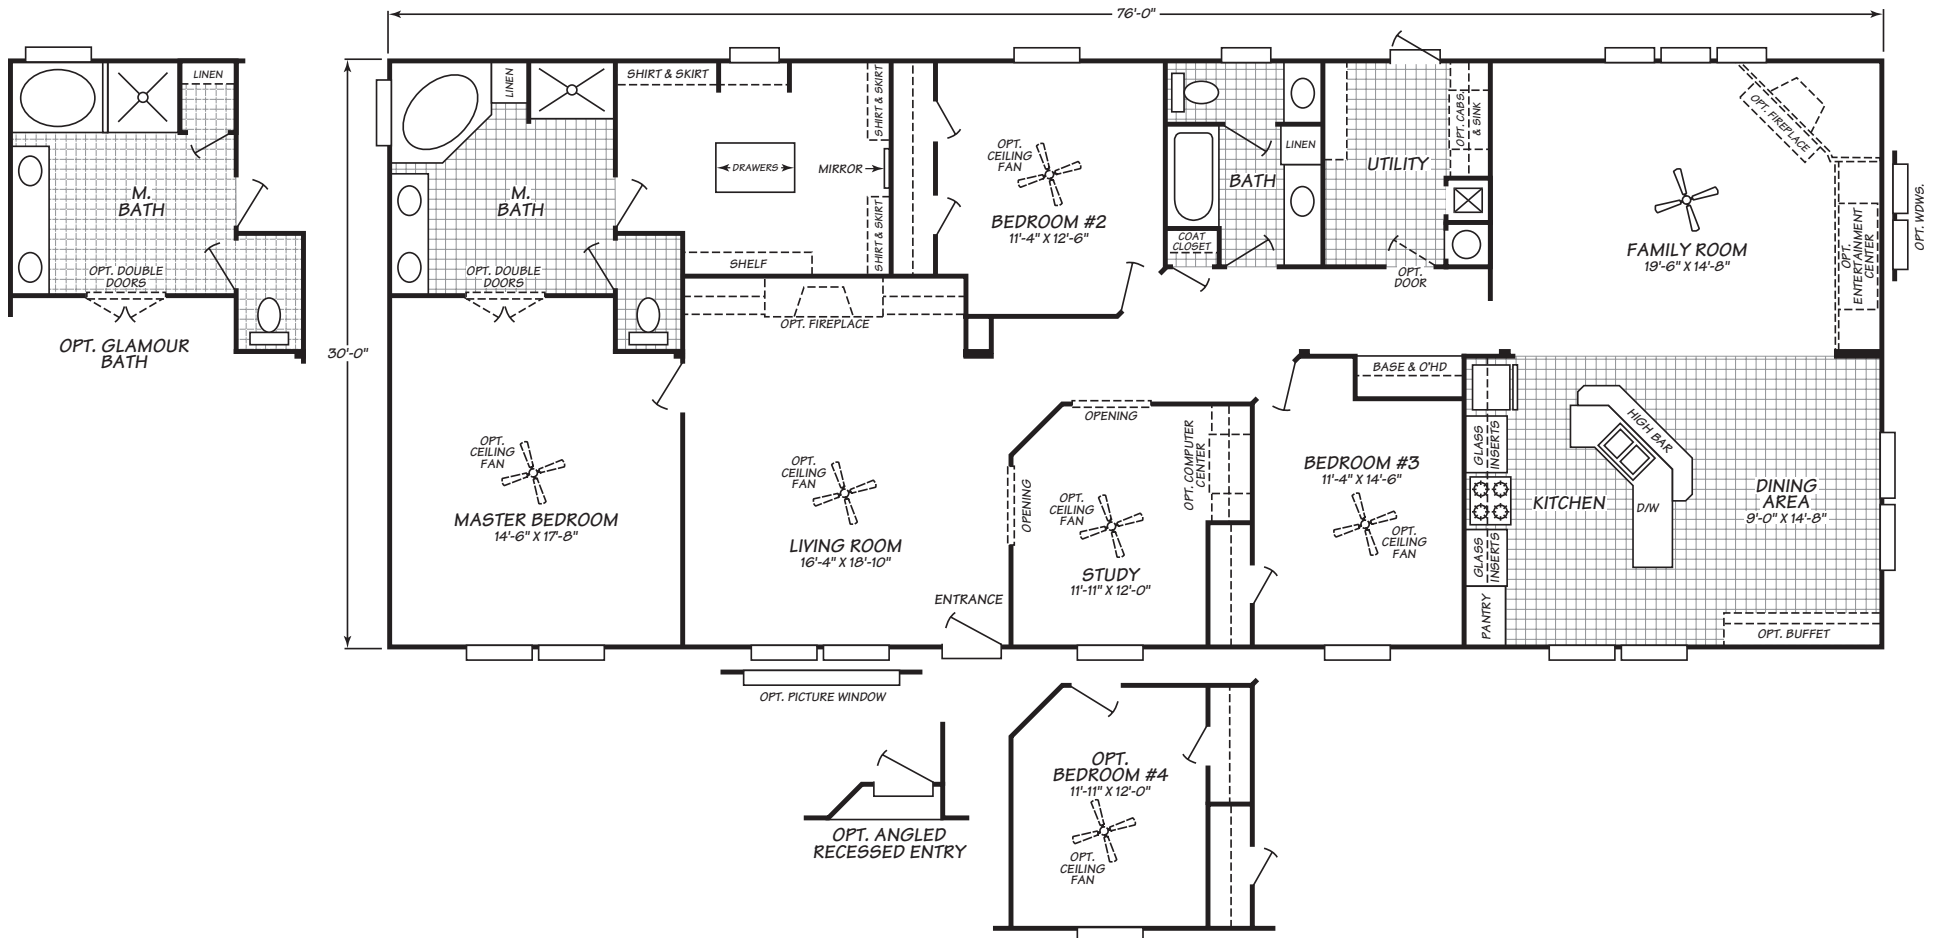 76'-0"
LINEN
M.
BATH
OPT. DOUBLE
DOORS
OPT. GLAMOUR
BATH
30'-0"
LINEN
M.
BATH
OPT. DOUBLE
DOORS
SHIRT & SKIRT
DRAWERS
MIRROR
SHIRT & SKIRT
SHIRT & SKIRT
SHELF
OPT. FIREPLACE
OPT.
CEILING
FAN
BEDROOM #2
11'-4" X 12'-6"
BATH
LINEN
COAT
CLOSET
UTILITY
OPT. CABS.
& SINK
OPT.
DOOR
OPT. FIREPLACE
FAMILY ROOM
19'-6" X 14'-8"
OPT.
ENTERTAINMENT
CENTER
OPT. WDWS.
OPT.
CEILING
FAN
MASTER BEDROOM
14'-6" X 17'-8"
OPT.
CEILING
FAN
LIVING ROOM
16'-4" X 18'-10"
ENTRANCE
OPENING
OPENING
OPT. COMPUTER
CENTER
OPT.
CEILING
FAN
STUDY
11'-11" X 12'-0"
BASE & O'HD
BEDROOM #3
11'-4" X 14'-6"
OPT.
CEILING
FAN
GLASS
INSERTS
GLASS
INSERTS
PANTRY
HIGH BAR
KITCHEN
D/W
DINING
AREA
9'-0" X 14'-8"
OPT. BUFFET
OPT. PICTURE WINDOW
OPT. ANGLED
RECESSED ENTRY
OPT.
BEDROOM #4
11'-11" X 12'-0"
OPT.
CEILING
FAN